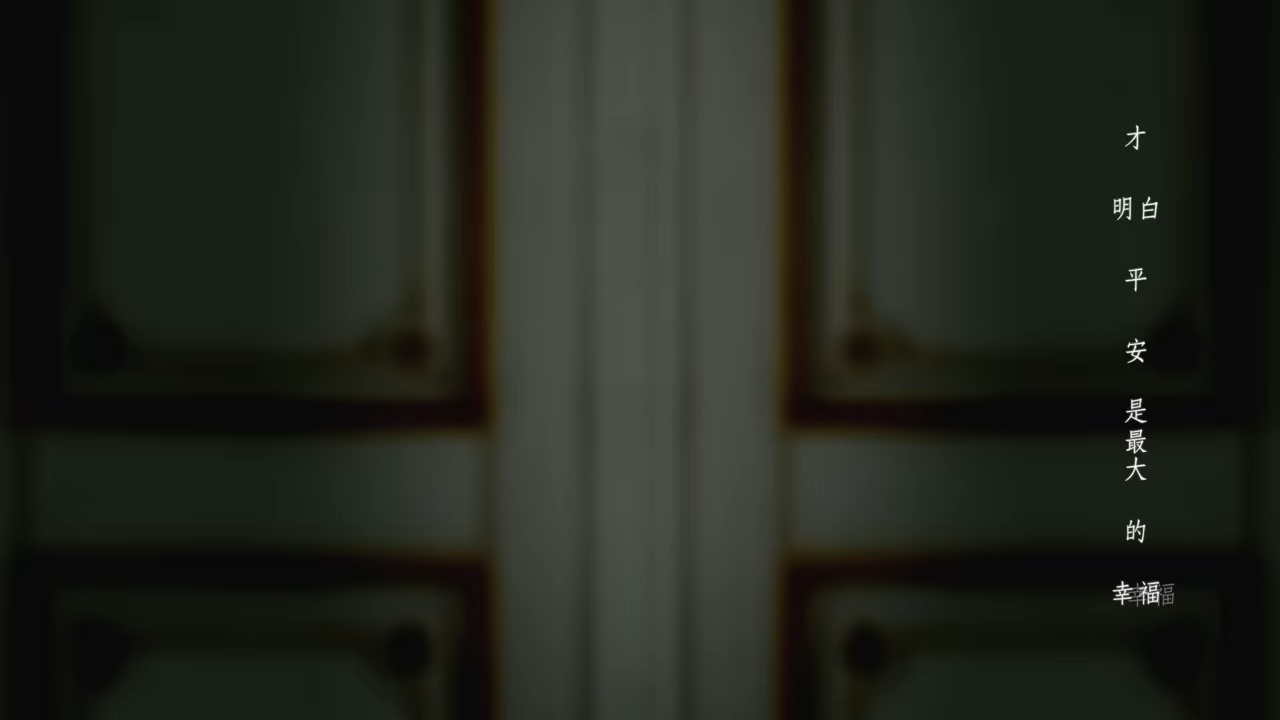 才
明白
平
安
是
最
大
的
幸福